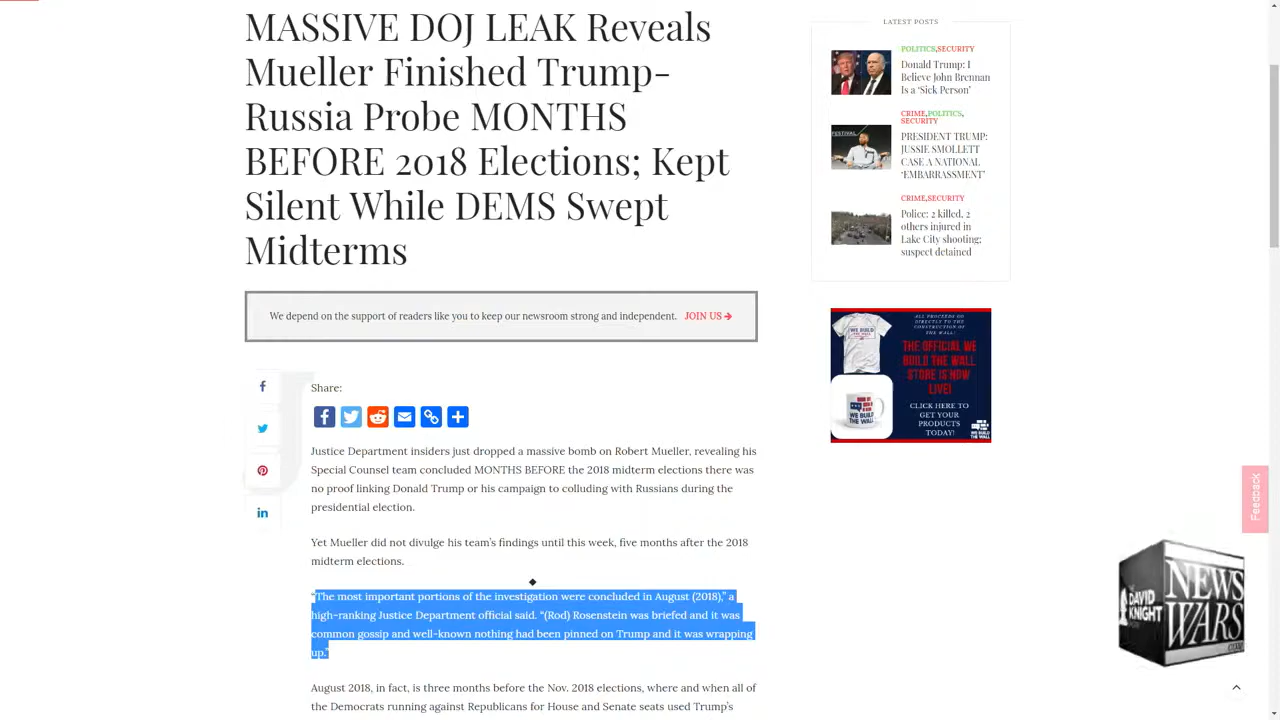 MASSIVE DOJ LEAK Reveals
Mueller Finished Trump-
Russia Probe MONTHS
BEFORE 2018 Elections; Kept
Silent While DEMS Swept
Midterms
We depend on the support of readers like you to keep our newsroom strong and independent. JOIN US
Share:
Justice Department insiders just dropped a massive bomb on Robert Mueller, revealing his
Special Counsel team concluded MONTHS BEFORE the 2018 midterm elections there was
no proof linking Donald Trump or his campaign to colluding with Russians during the
presidential election.
Yet Mueller did not divulge his team's findings until this week, five months after the 2018
midterm elections.
“The most important portions of the investigation were concluded in August (2018),” a
high-ranking Justice Department official said. “(Rod) Rosenstein was briefed and it was
common gossip and well-known nothing had been pinned on Trump and it was wrapping
up.”
August 2018, in fact, is three months before the Nov. 2018 elections, where and when all of
the Democrats running against Republicans for House and Senate seats used Trump's
LATEST POSTS
POLITICS,SECURITY
Donald Trump: I
Believe John Brennan
Is a ‘Sick Person’
CRIME,POLITICS,
SECURITY
PRESIDENT TRUMP:
JUSSIE SMOLLETT
CASE A NATIONAL
‘EMBARRASSMENT’
FESTIVAL
CRIME,SECURITY
Police: 2 killed, 2
others injured in
Lake City shooting;
suspect detained
ALL PROCEEDS GO
DIRECTLY TO THE
CONSTRUCTION OF
THE WALL!
THE OFFICIAL WE
BUILD THE WALL
STORE IS NOW
LIVE!
CLICK HERE TO
GET YOUR
PRODUCTS
TODAY!
WE BUILD
THE WALL
WE BUILD
THE WALL
Feedback
THE
DAVID
KNIGHT
NEWS
WARS
.COM